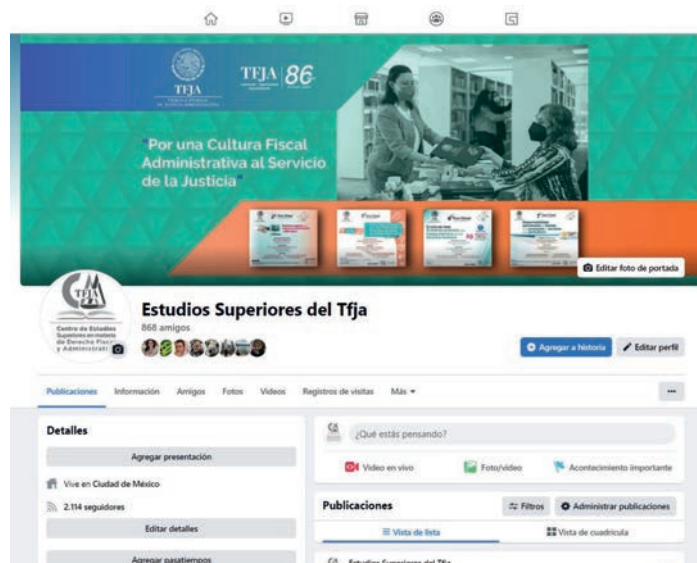 TFJA
TFJA 86
"Por una Cultura Fiscal
Administrativa al Servicio
de la Justicia"
Editar foto de portada
TFJA
Centro de Estudios
Superiores en materia
de Derecho Fiscal
y Administrati
Estudios Superiores del Tfja
868 amigos
Agregar a historia
Editar perfil
Publicaciones Información Amigos Fotos Videos Registros de visitas Más
Detalles
Agregar presentación
Vive en Ciudad de México
2.114 seguidores
Editar detalles
Agregar pasatiempos
¿Qué estás pensando?
Video en vivo Foto/video Acontecimiento importante
Publicaciones Filtros Administrar publicaciones
Vista de lista Vista de cuadrícula
Estudios Superiores del Tfja